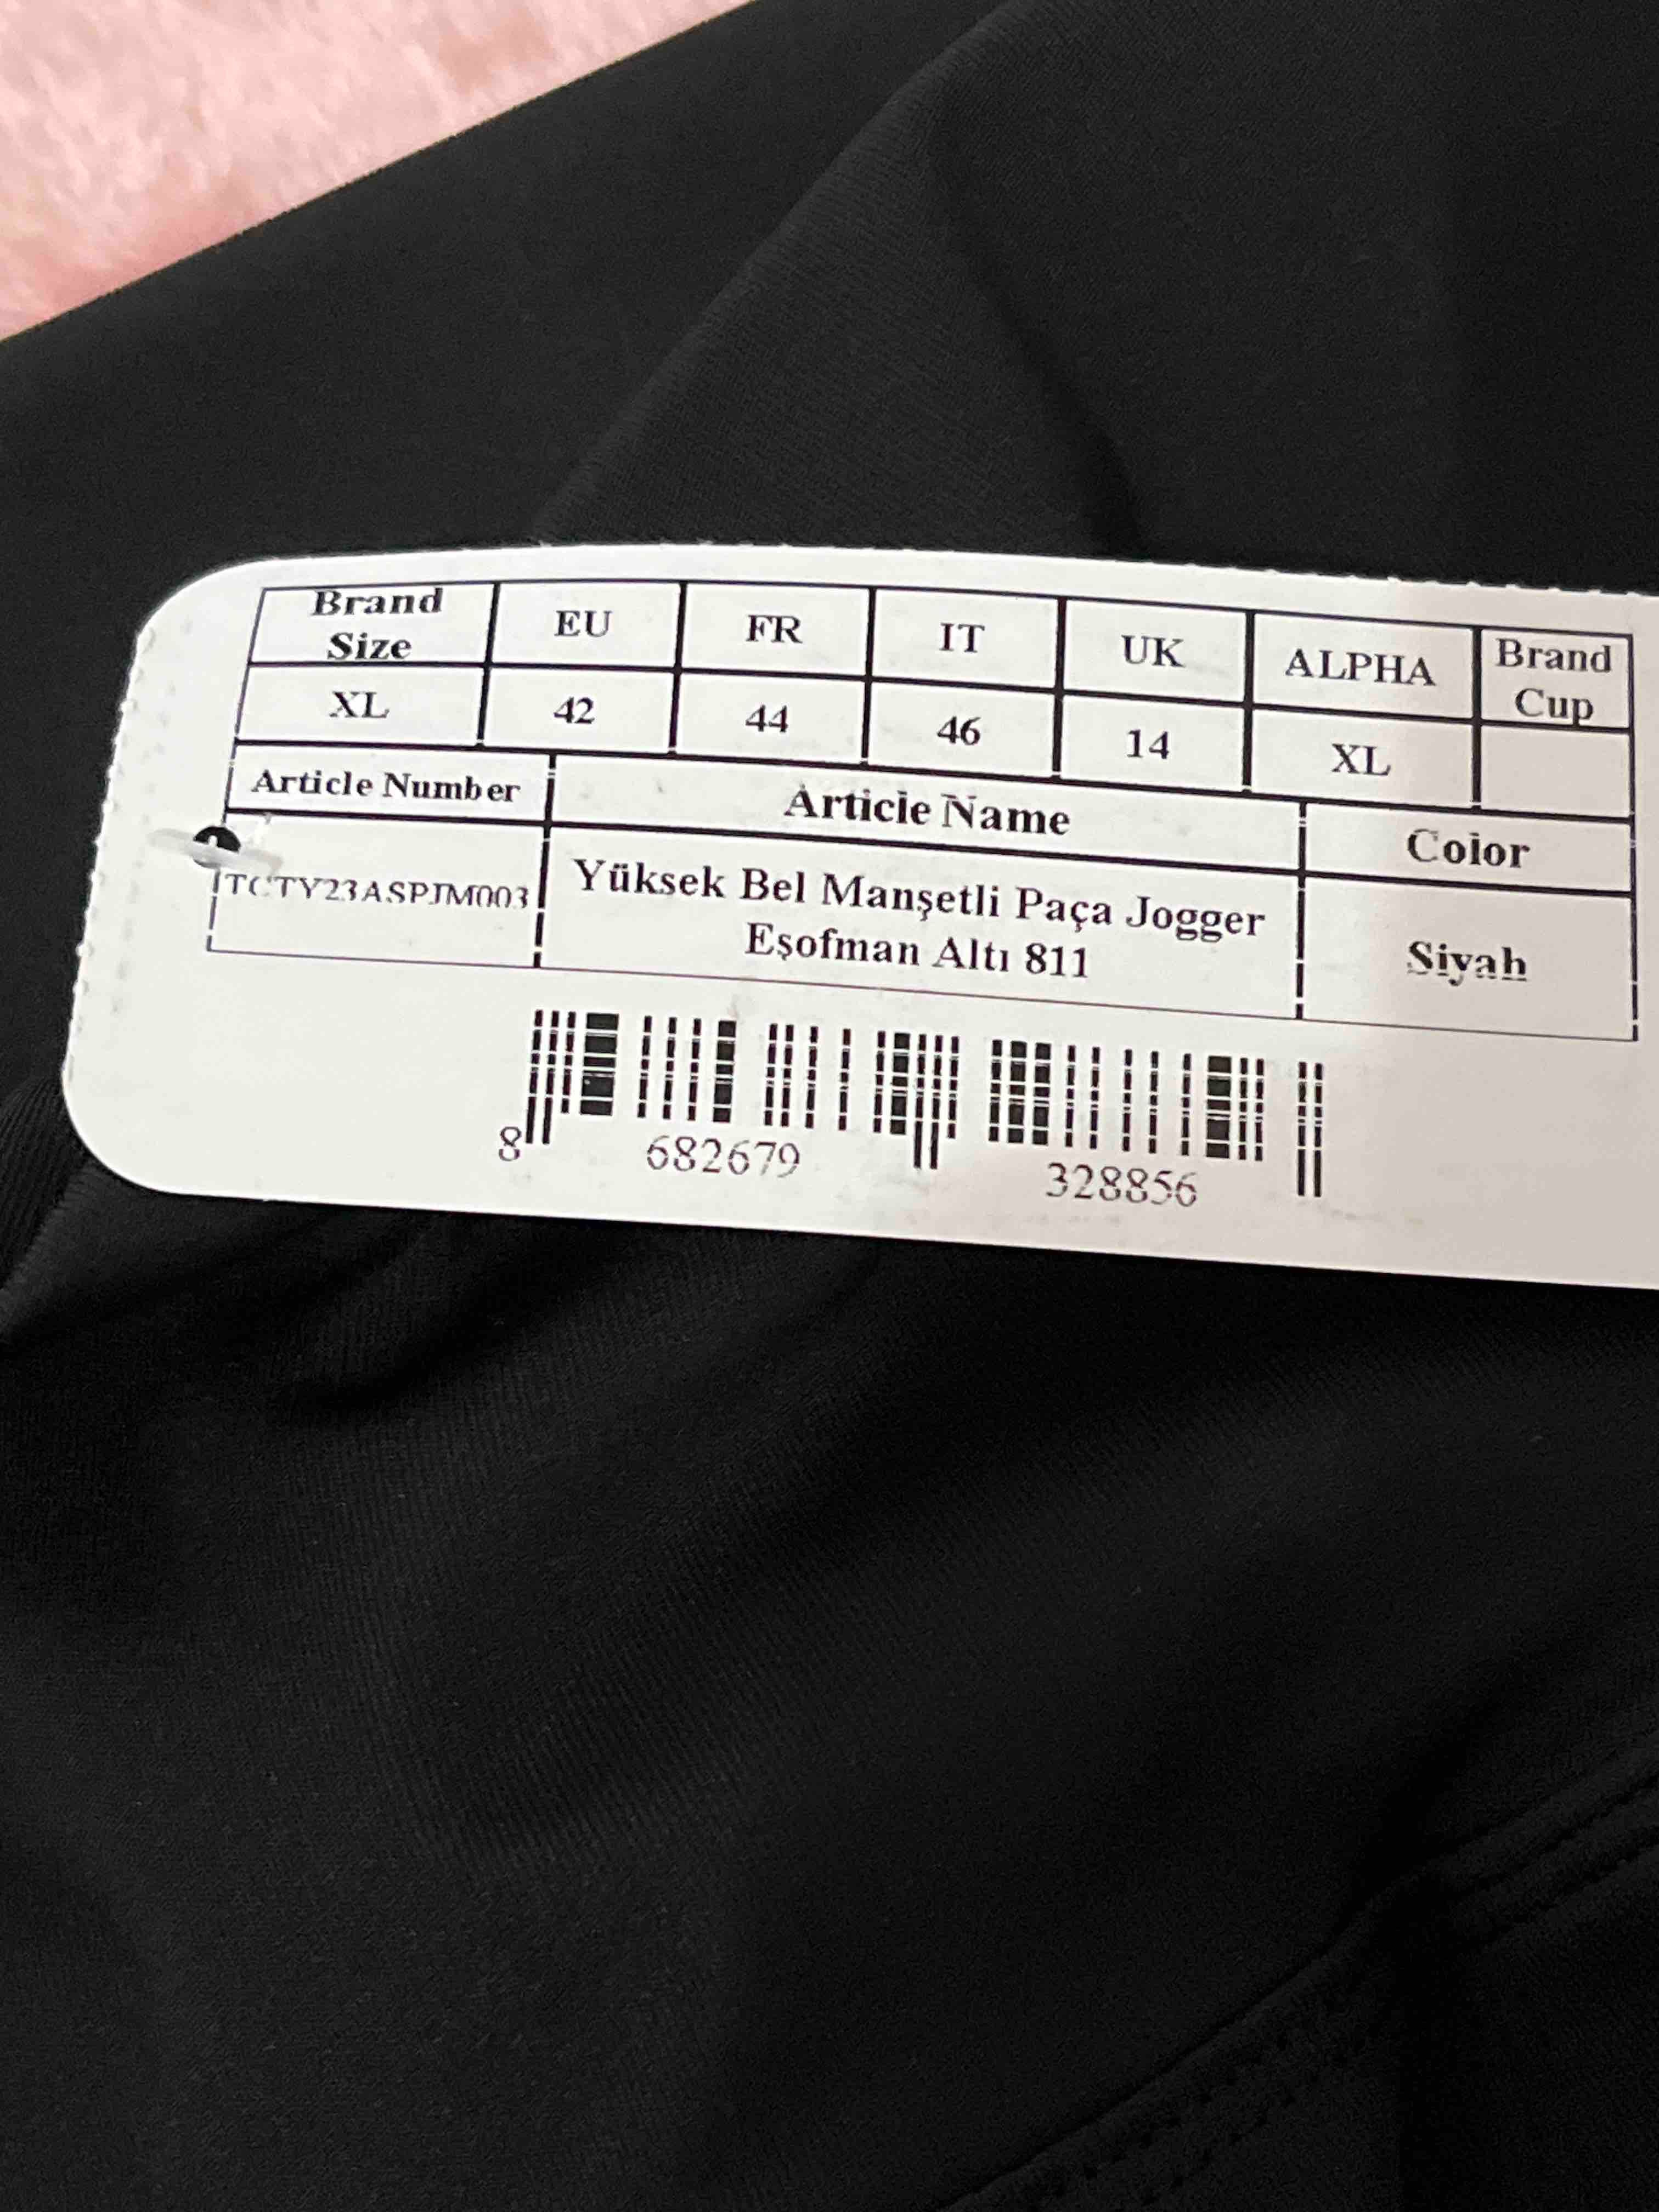 Brand Size EU FR IT UK ALPHA Brand Cup
XL 42 44 46 14 XL
Article Number Article Name Color
TCTY23ASPJM003 Yüksek Bel Manşetli Paça Jogger
Eşofman Altı 811 Siyah
8 682679 328856